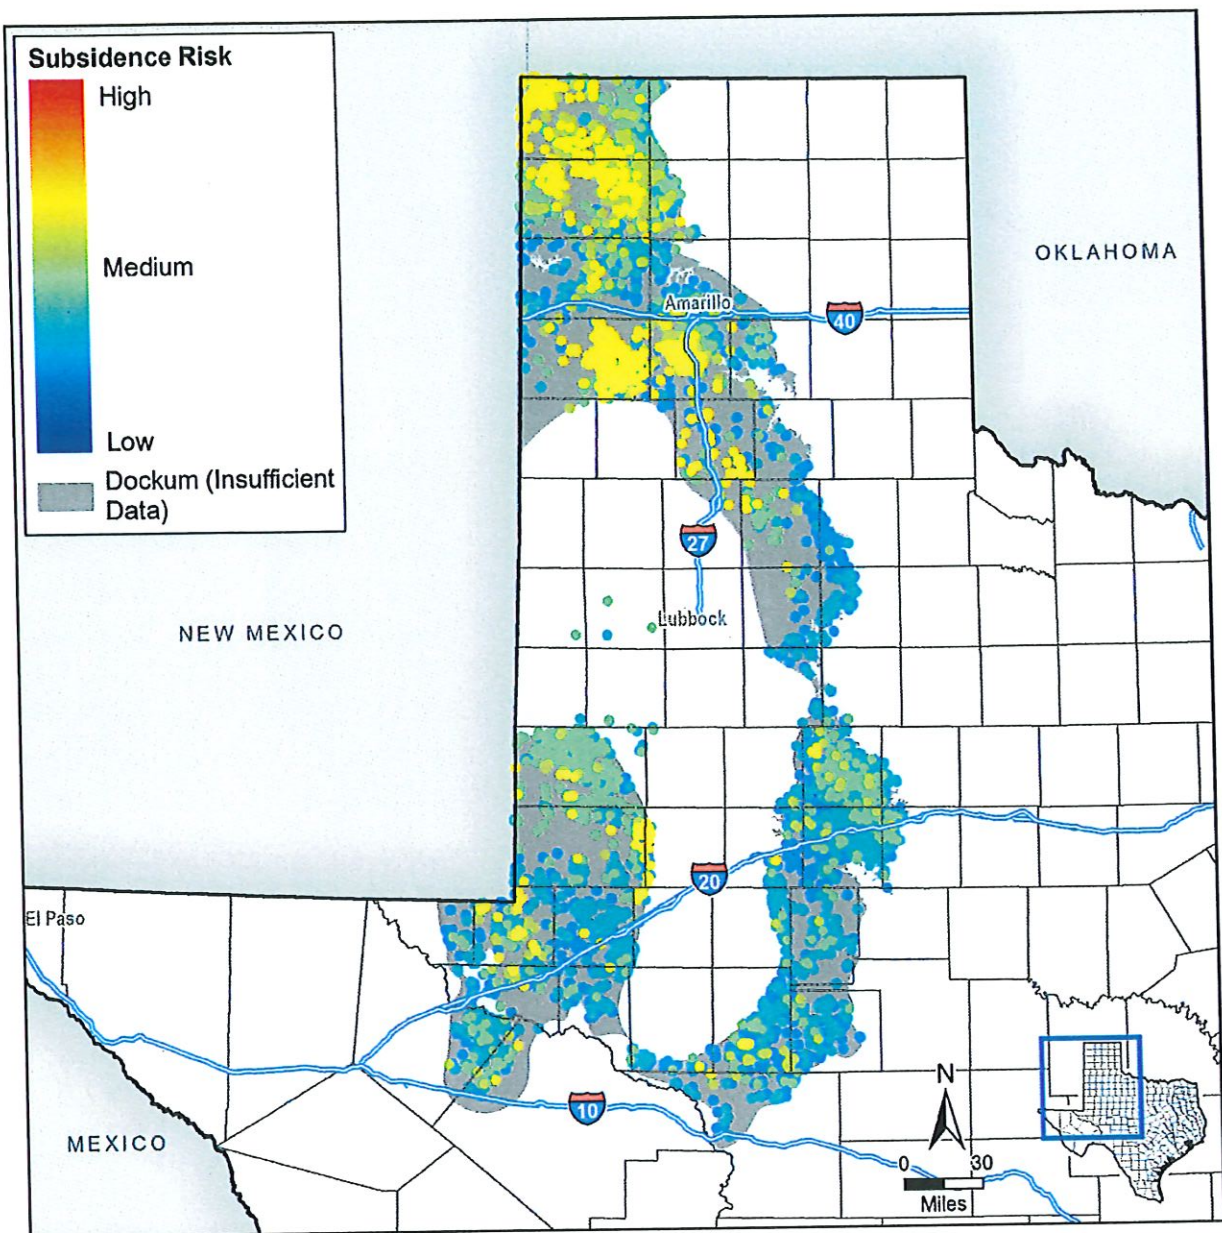 Subsidence Risk
High
Medium
Low
Dockum (Insufficient
Data)
OKLAHOMA
Amarillo
40
27
NEW MEXICO
Lubbock
20
El Paso
10
MEXICO
N
0 30
Miles